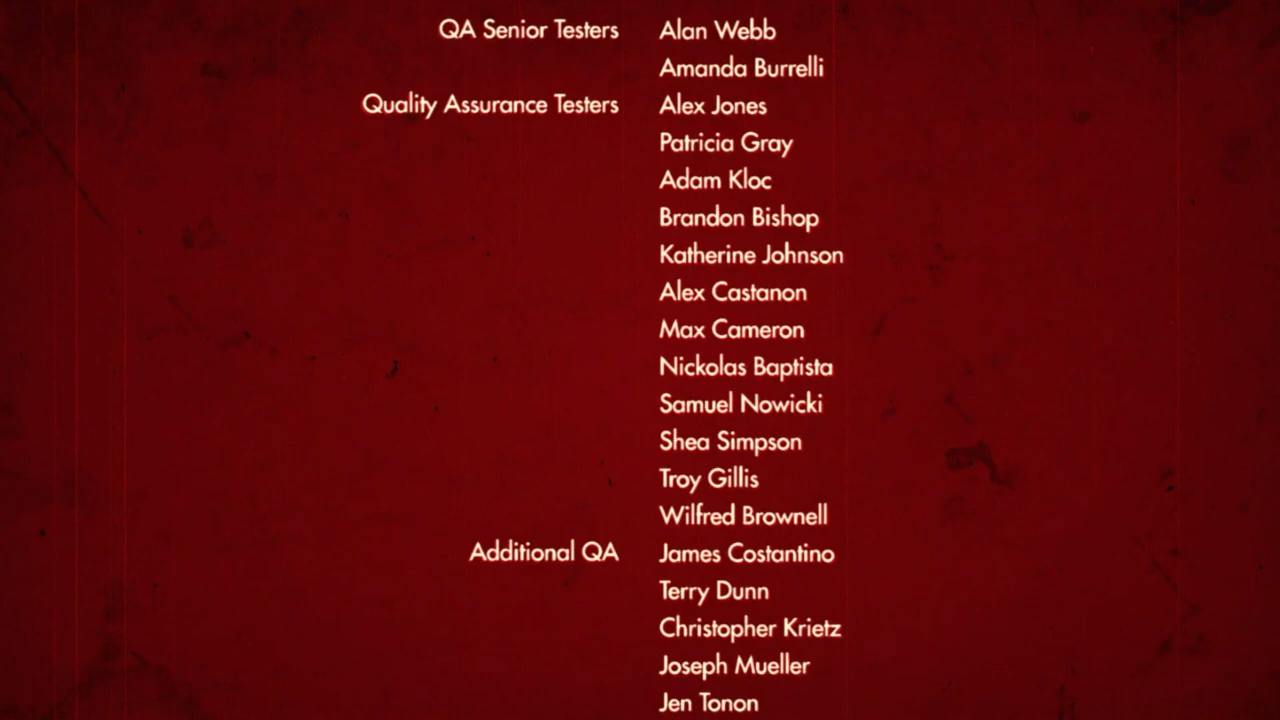 QA Senior Testers Alan Webb
Amanda Burrelli
Quality Assurance Testers Alex Jones
Patricia Gray
Adam Kloc
Brandon Bishop
Katherine Johnson
Alex Castanon
Max Cameron
Nickolas Baptista
Samuel Nowicki
Shea Simpson
Troy Gillis
Wilfred Brownell
Additional QA James Costantino
Terry Dunn
Christopher Krietz
Joseph Mueller
Jen Tonon